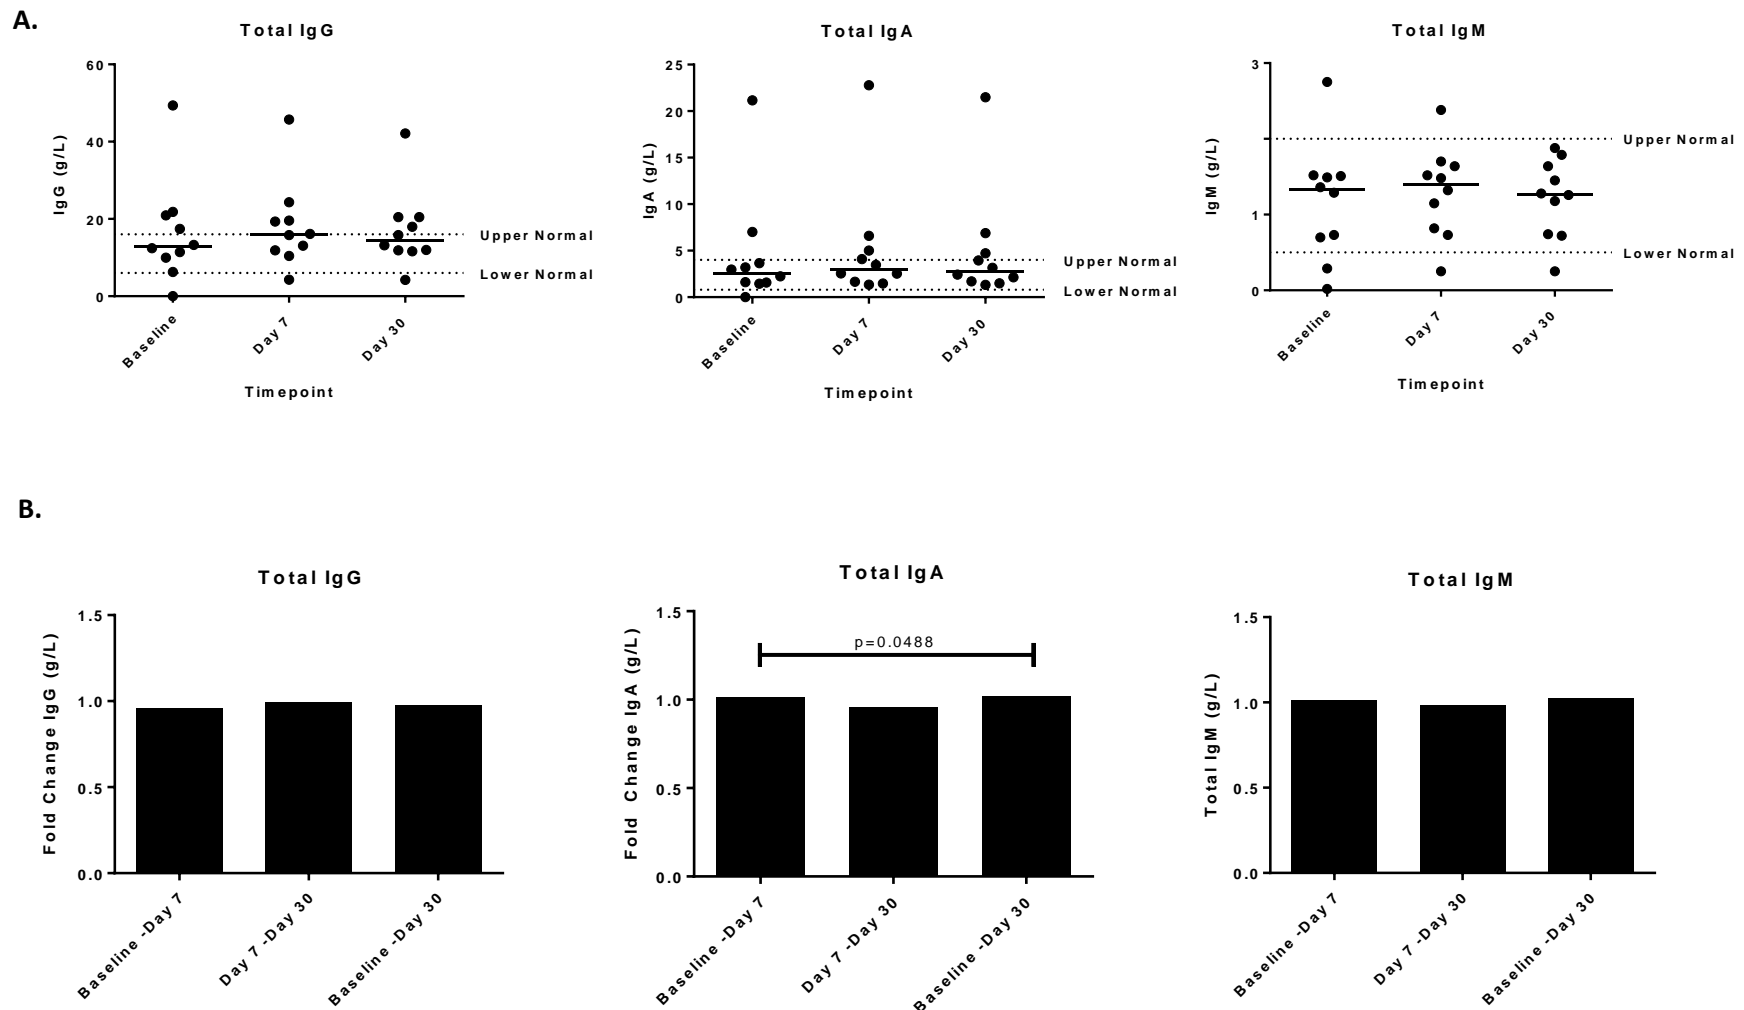 A.
Total IgG
60
40
20
0
IgG (g/L)
Upper Normal
Lower Normal
Baseline
Day 7
Day 30
Timepoint
Total IgA
25
20
15
10
5
0
IgA (g/L)
Upper Normal
Lower Normal
Baseline
Day 7
Day 30
Timepoint
Total IgM
3
1
0
IgM (g/L)
Upper Normal
Lower Normal
Baseline
Day 7
Day 30
Timepoint
B.
Total IgG
1.5
1.0
0.5
0.0
Fold Change IgG (g/L)
Baseline -Day 7
Day 7 -Day 30
Baseline -Day 30
Total IgA
1.5
1.0
0.5
0.0
Fold Change IgA (g/L)
p=0.0488
Baseline -Day 7
Day 7 -Day 30
Baseline -Day 30
Total IgM
1.5
1.0
0.5
0.0
Total IgM (g/L)
Baseline -Day 7
Day 7 -Day 30
Baseline -Day 30